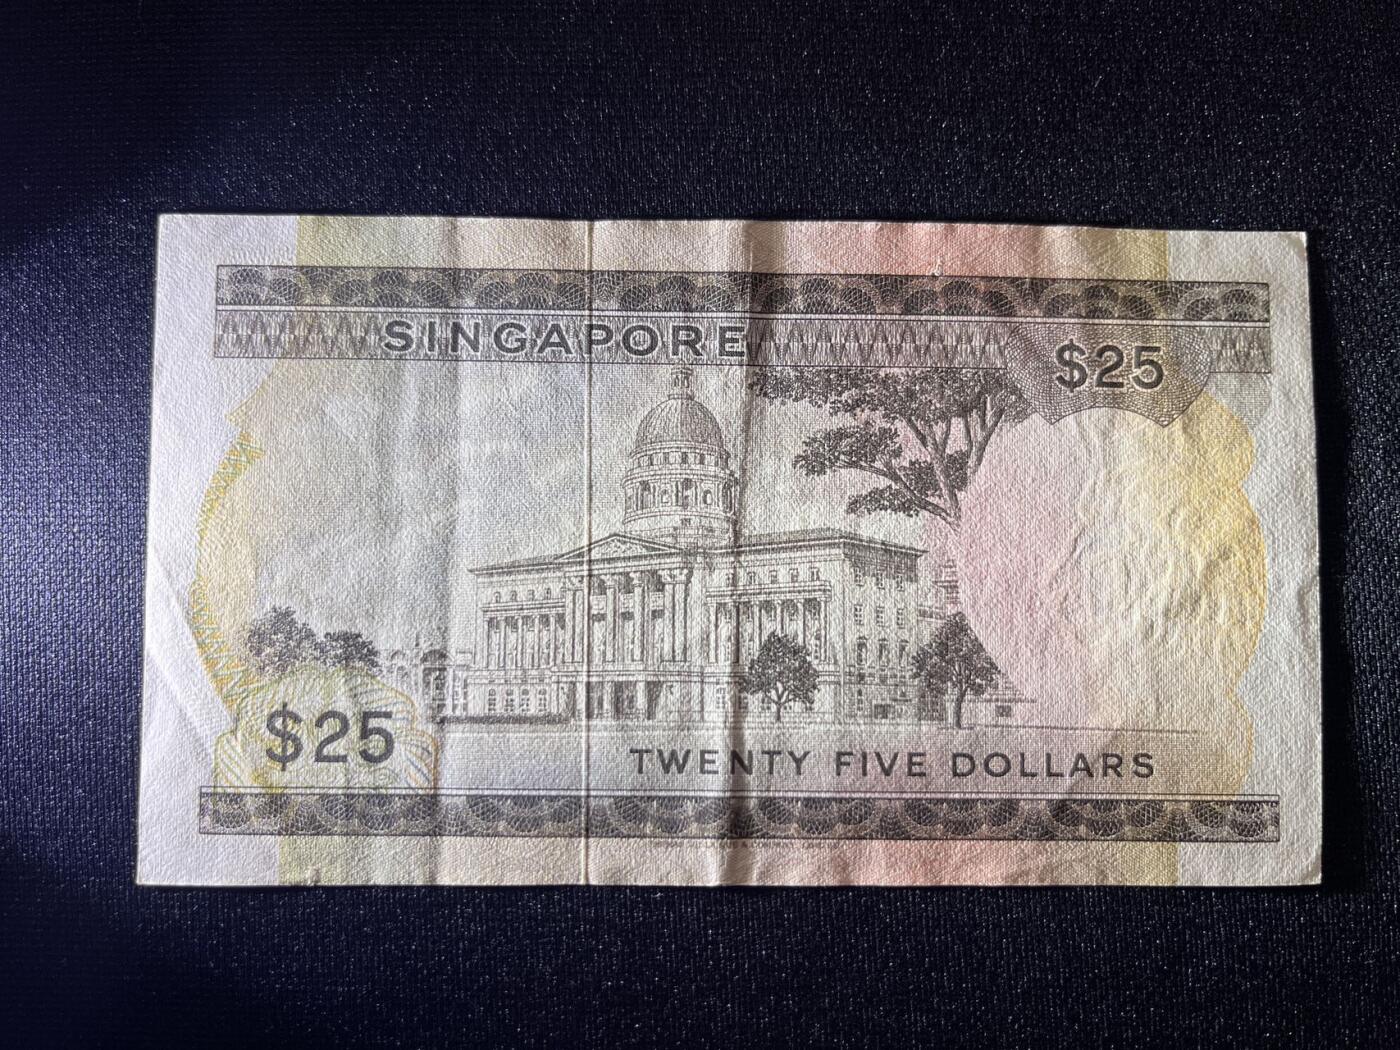 SINGAPORE
$25
$25
TWENTY FIVE DOLLARS